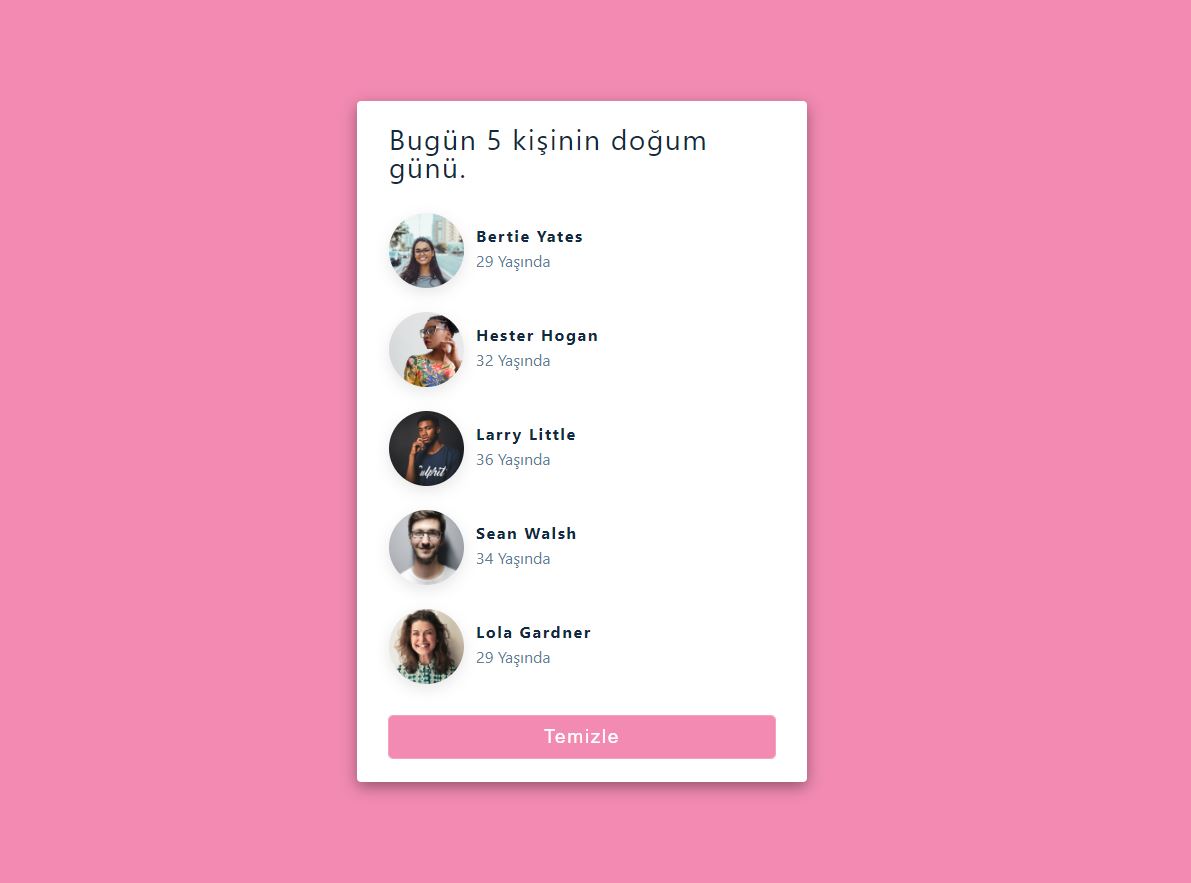 Bugün 5 kişinin doğum
günü.
Bertie Yates
29 Yaşında
Hester Hogan
32 Yaşında
Larry Little
36 Yaşında
Sean Walsh
34 Yaşında
Lola Gardner
29 Yaşında
Temizle